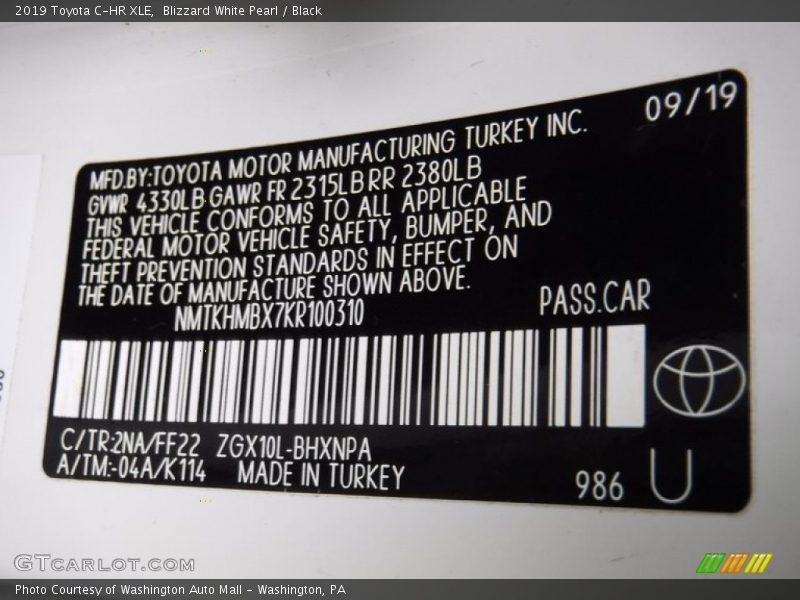 2019 Toyota C-HR XLE,  Blizzard White Pearl / Black
09/19
MFD.BY:TOYOTA MOTOR MANUFACTURING TURKEY INC.
GVWR 4330LB GAWR FR 2315LB RR 2380LB
THIS VEHICLE CONFORMS TO ALL APPLICABLE
FEDERAL MOTOR VEHICLE SAFETY, BUMPER, AND
THEFT PREVENTION STANDARDS IN EFFECT ON
THE DATE OF MANUFACTURE SHOWN ABOVE.
NMTKHMBX7KR100310 PASS.CAR
C/TR:2NA/FF22 ZGX10L-BHXNPA
A/TM:-04A/K114 MADE IN TURKEY
986 U
GTCARLOT.COM
Photo Courtesy of Washington Auto Mall - Washington, PA